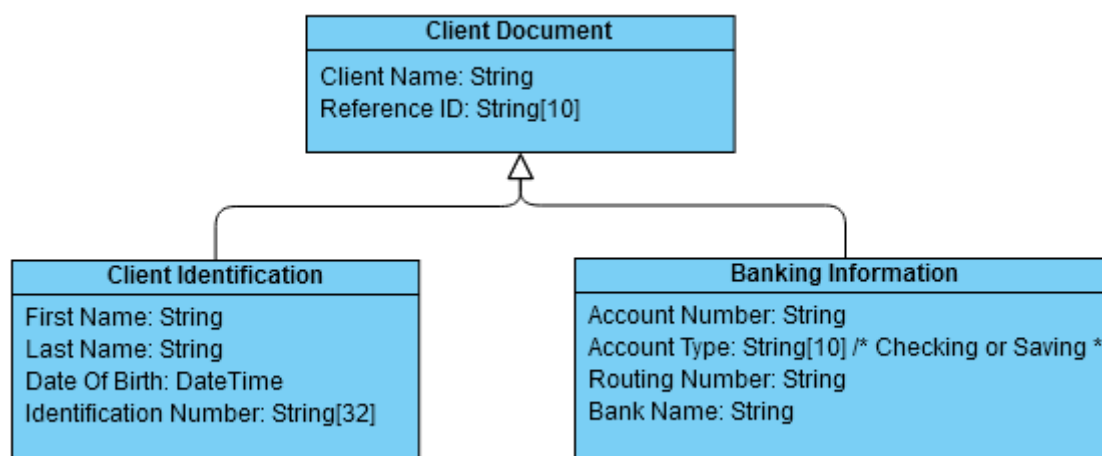 Client Document
Client Name: String
Reference ID: String[10]
Client Identification
First Name: String
Last Name: String
Date Of Birth: DateTime
Identification Number: String[32]
Banking Information
Account Number: String
Account Type: String[10] /* Checking or Saving *
Routing Number: String
Bank Name: String